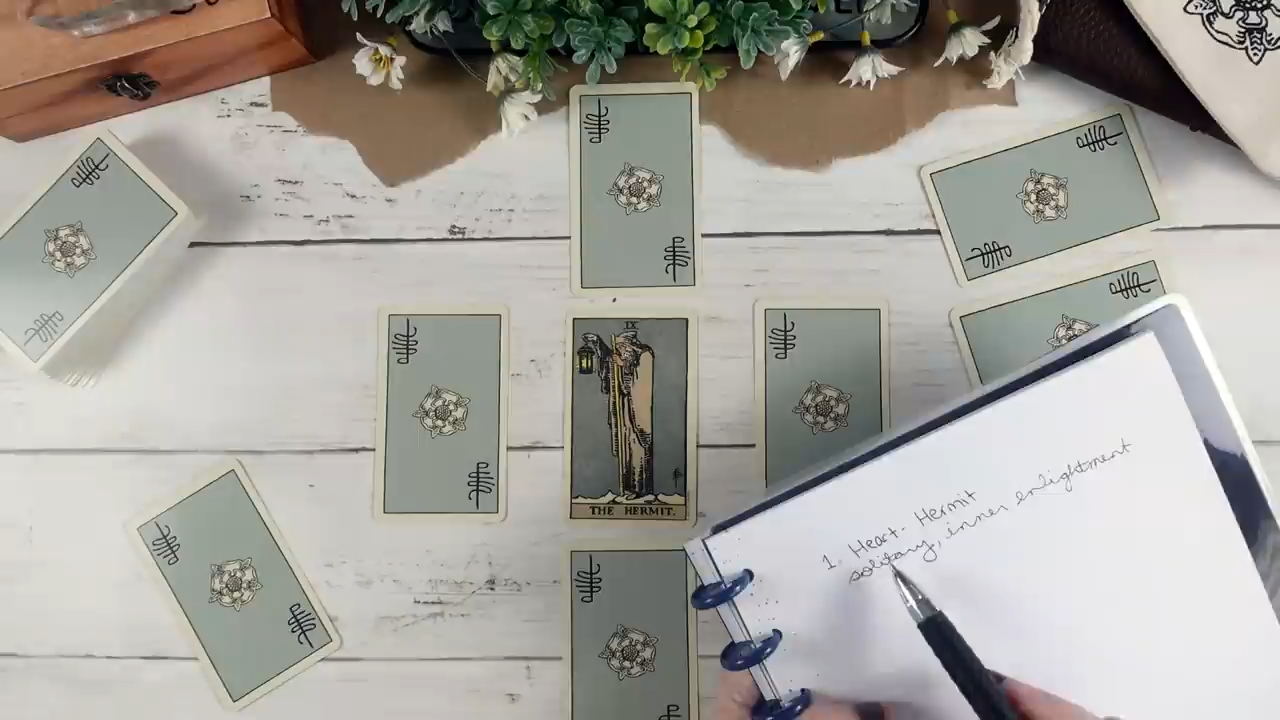 IX
THE HERMIT.
1. Heart - Hermit
solitary, inner enlightment